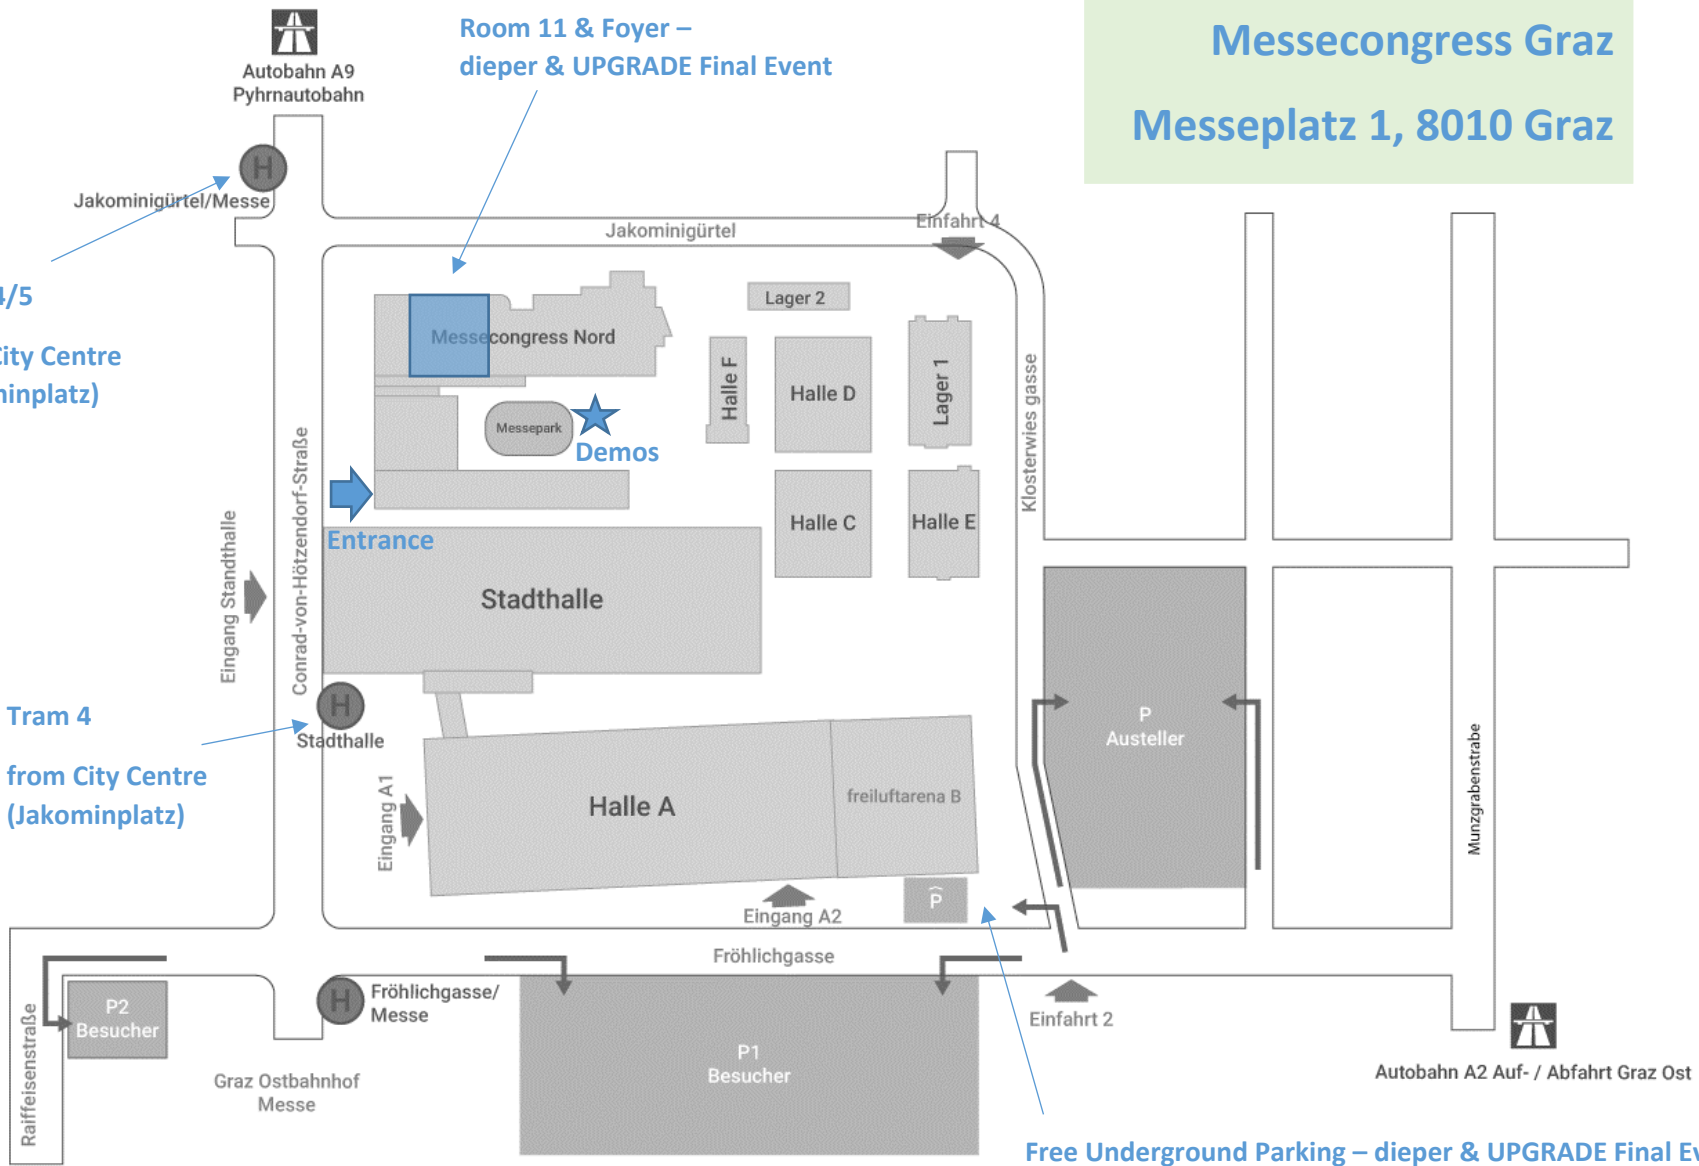 Room 11 & Foyer –
dieper & UPGRADE Final Event
Messecongress Graz
Messeplatz 1, 8010 Graz
Autobahn A9
Pyhrnautobahn
H
Jakominigürtel/Messe
Jakominigürtel
Einfahrt 4
4/5
City Centre
minplatz)
Messecongress Nord
Lager 2
Halle F
Halle D
Lager 1
Messepark
Demos
Klosterwies gasse
Conrad-von-Hötzendorf-Straße
Entrance
Halle C
Halle E
Eingang Standthalle
Stadthalle
Tram 4
from City Centre
(Jakominplatz)
H
Stadthalle
P
Austeller
Eingang A1
Halle A
freiluftarena B
Munzgrabenstrabe
P
Eingang A2
Fröhlichgasse
P2
Besucher
H
Fröhlichgasse/
Messe
Einfahrt 2
Raiffeisenstraße
P1
Besucher
Graz Ostbahnhof
Messe
Autobahn A2 Auf- / Abfahrt Graz Ost
Free Underground Parking – dieper & UPGRADE Final Ev